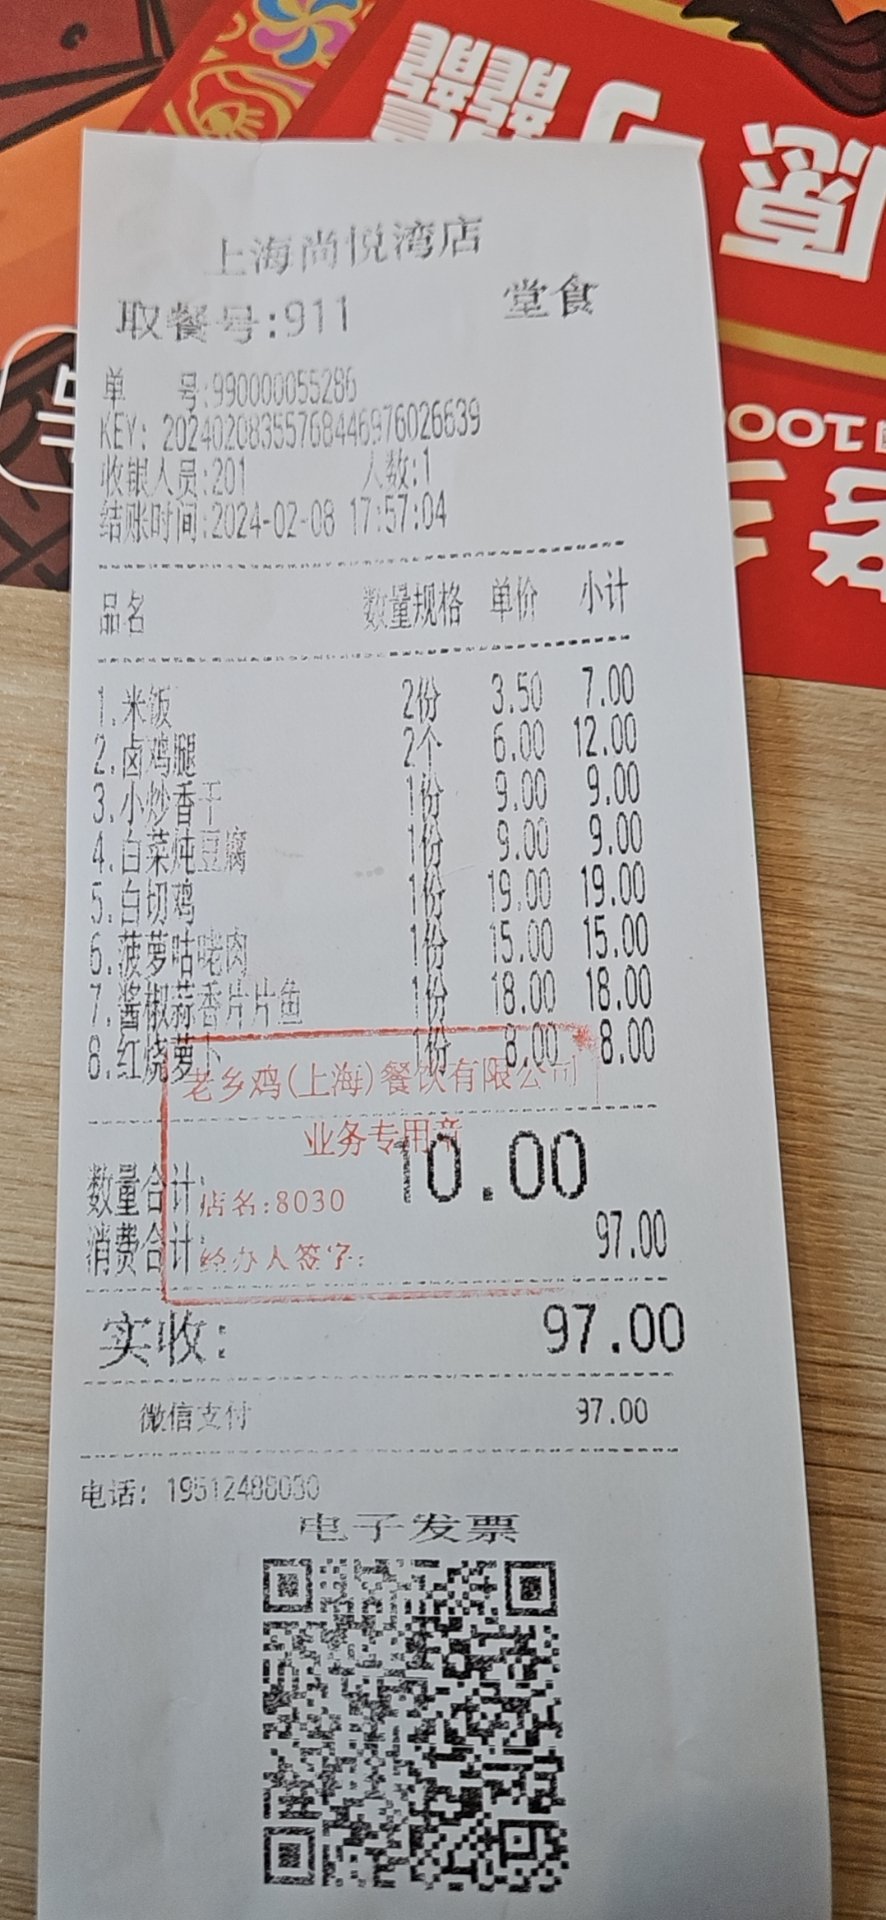 上海尚悦湾店
取餐号:911 堂食
单 号:990000055286
KEY: 20240208355768446976026639
收银人员:201 人数:1
结账时间:2024-02-08 17:57:04
品名 数量规格 单价 小计
1.米饭 2份 3.50 7.00
2.卤鸡腿 2个 6.00 12.00
3.小炒香干 1份 9.00 9.00
4.白菜炖豆腐 1份 9.00 9.00
5.白切鸡 1份 19.00 19.00
6.菠萝咕咾肉 1份 15.00 15.00
7.酱椒蒜香片片鱼 1份 18.00 18.00
8.红烧萝卜 1份 8.00 8.00
老乡鸡(上海)餐饮有限公司
业务专用章
数量合计: 10.00
店名:8030
消费合计: 97.00
经办人签字:
实收: 97.00
微信支付 97.00
电话: 19512488030
电子发票